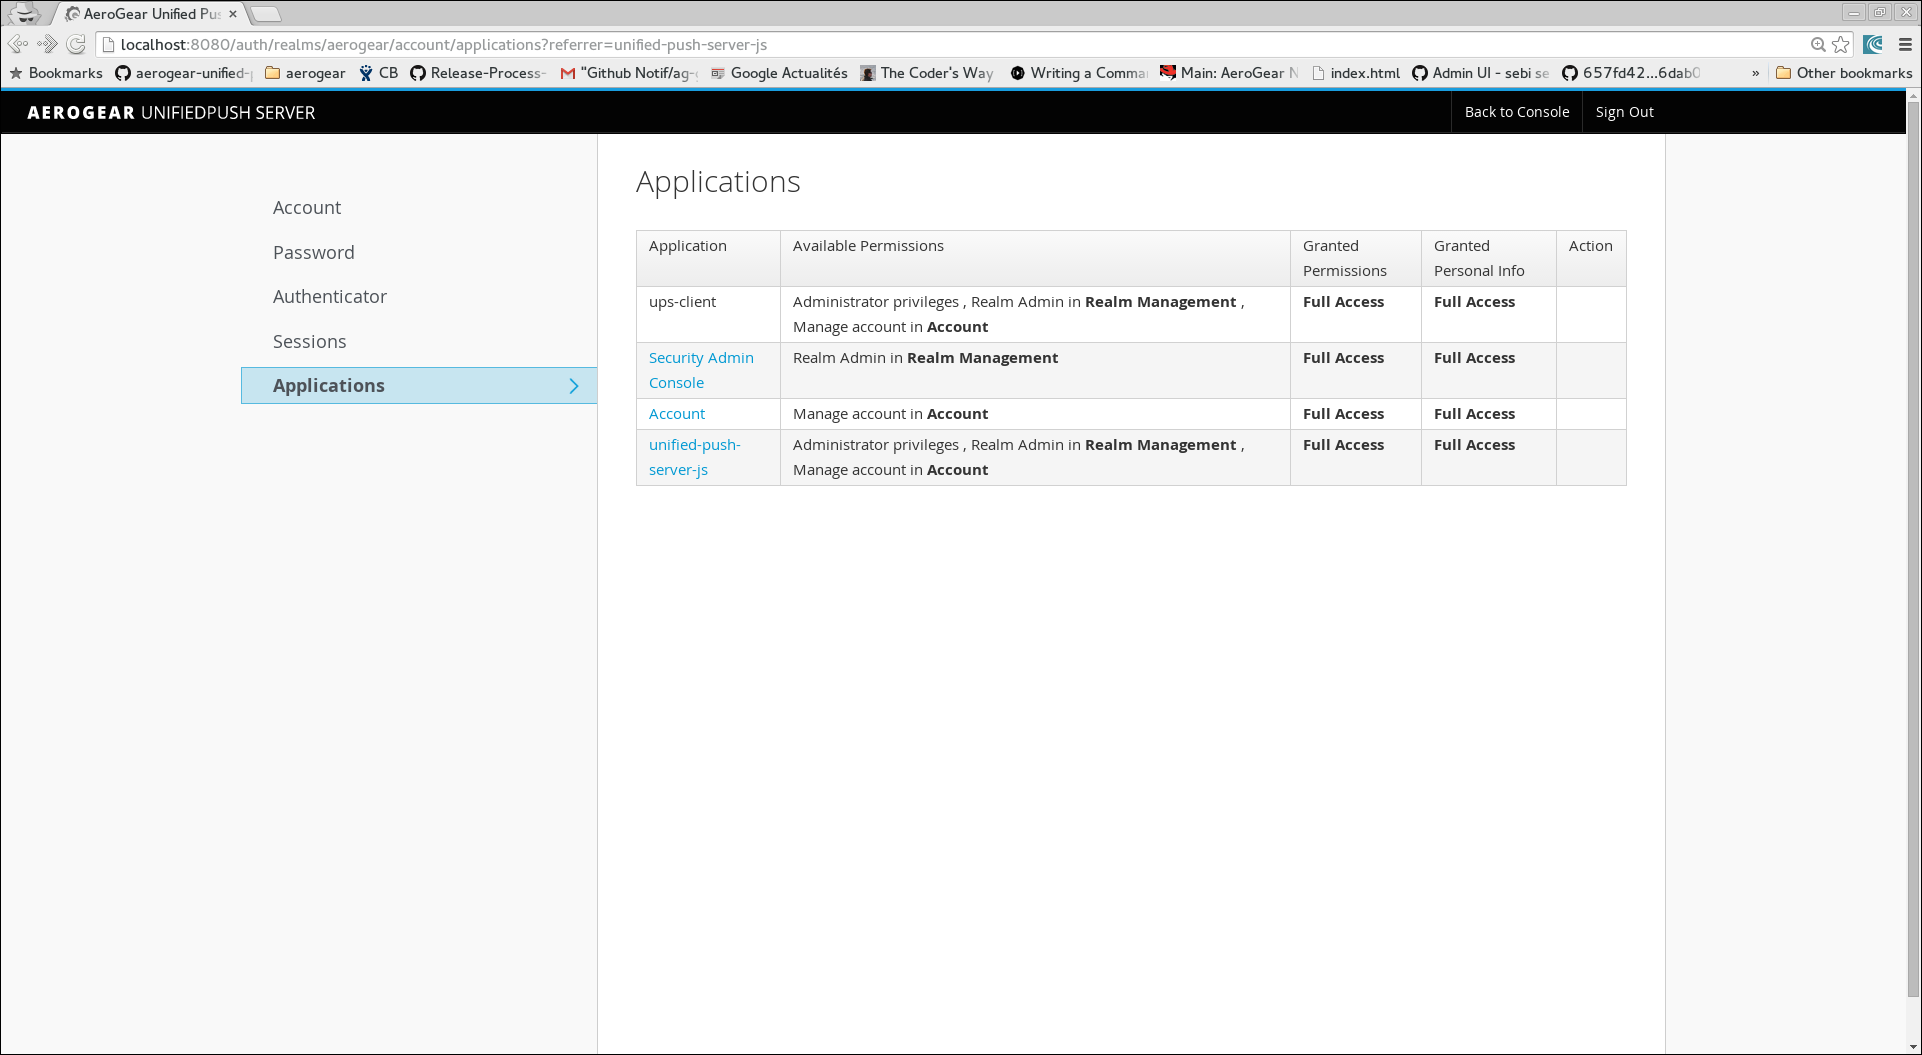 AeroGear Unified Pu
localhost:8080/auth/realms/aerogear/account/applications?referrer=unified-push-server-js
Bookmarks aerogear-unified- aerogear CB Release-Process- "Github Notif/ag- Google Actualités The Coder's Way Writing a Comma Main: AeroGear N index.html Admin UI - sebi se 657fd42...6dab0 » Other bookmarks
AEROGEAR UNIFIEDPUSH SERVER Back to Console Sign Out
Account
Password
Authenticator
Sessions
Applications
Applications
Application Available Permissions Granted Permissions Granted Personal Info Action
ups-client Administrator privileges , Realm Admin in Realm Management , Full Access Full Access
Manage account in Account
Security Admin Realm Admin in Realm Management Full Access Full Access
Console
Account Manage account in Account Full Access Full Access
unified-push- Administrator privileges , Realm Admin in Realm Management , Full Access Full Access
server-js Manage account in Account